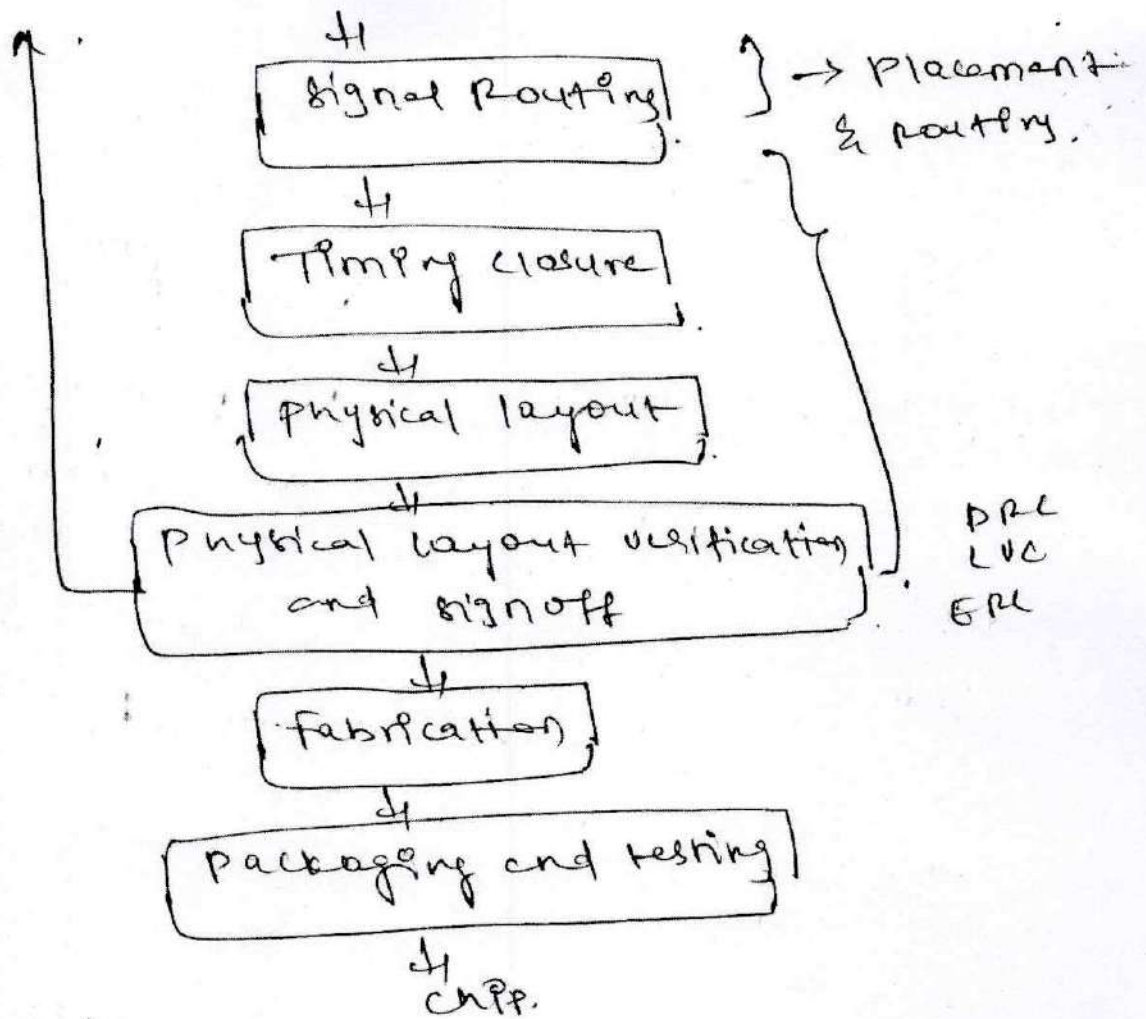 Signal Routing
} → Placement
& Routing.
Timing closure
physical layout
physical layout verification
and signoff
DRC
LVC
ERC
fabrication
packaging and testing
chip.